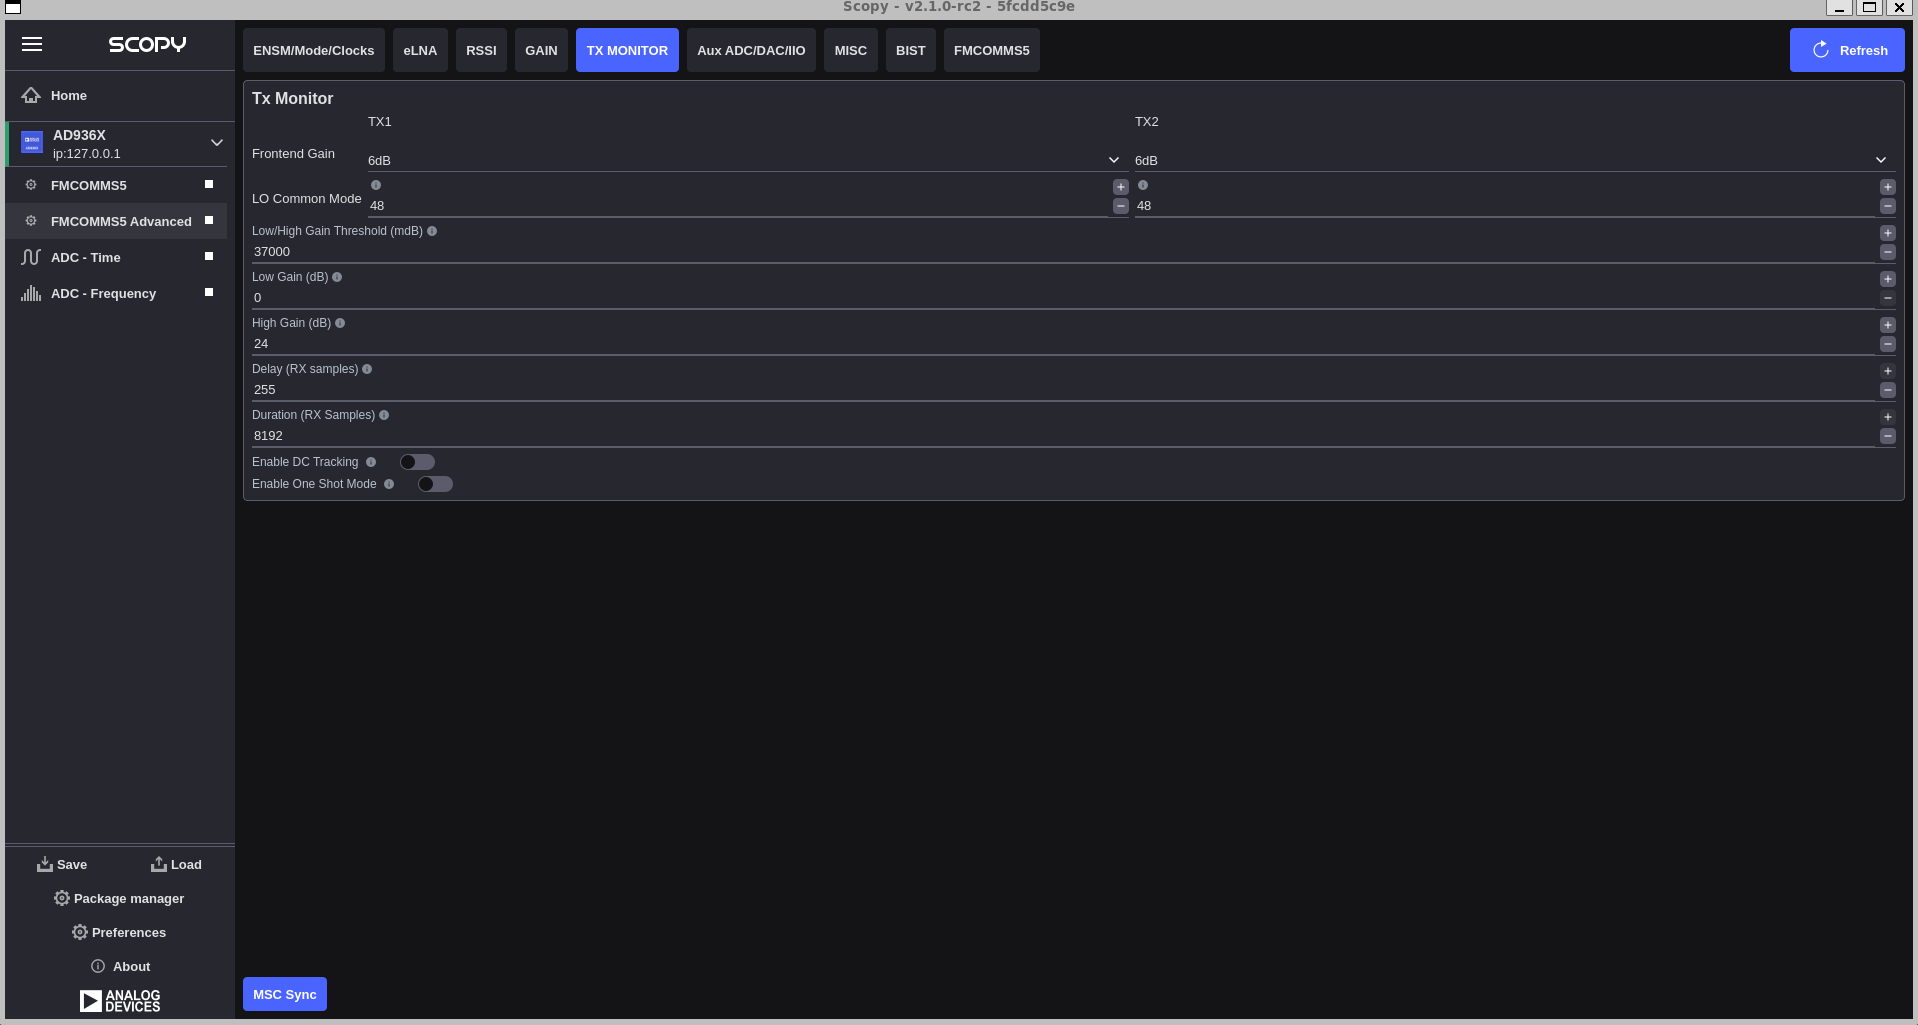 Scopy - v2.1.0-rc2 - 5fcdd5c9e
SCOPY
Home
AD936X
ip:127.0.0.1
FMCOMMS5
FMCOMMS5 Advanced
ADC - Time
ADC - Frequency
Save Load
Package manager
Preferences
About
ANALOG
DEVICES
ENSM/Mode/Clocks eLNA RSSI GAIN TX MONITOR Aux ADC/DAC/IIO MISC BIST FMCOMMS5 Refresh
Tx Monitor
TX1 TX2
Frontend Gain 6dB 6dB
LO Common Mode 48 48
Low/High Gain Threshold (mdB)
37000
Low Gain (dB)
0
High Gain (dB)
24
Delay (RX samples)
255
Duration (RX Samples)
8192
Enable DC Tracking
Enable One Shot Mode
MSC Sync